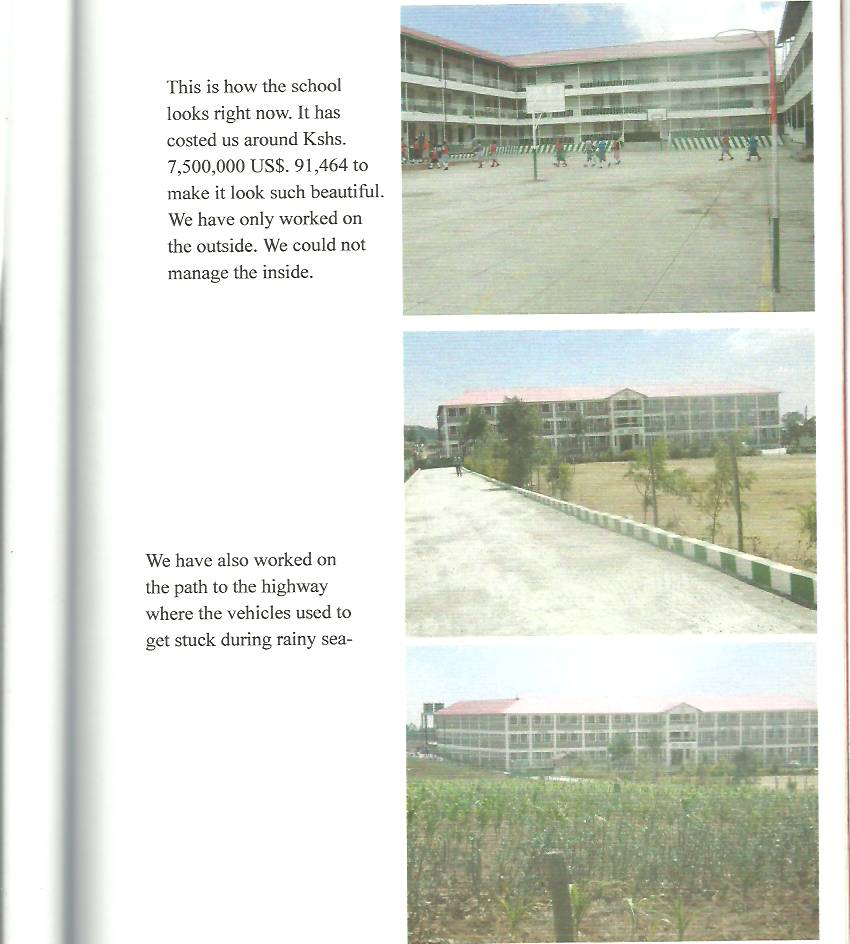 This is how the school
looks right now. It has
costed us around Kshs.
7,500,000 US$. 91,464 to
make it look such beautiful.
We have only worked on
the outside. We could not
manage the inside.
We have also worked on
the path to the highway
where the vehicles used to
get stuck during rainy sea-